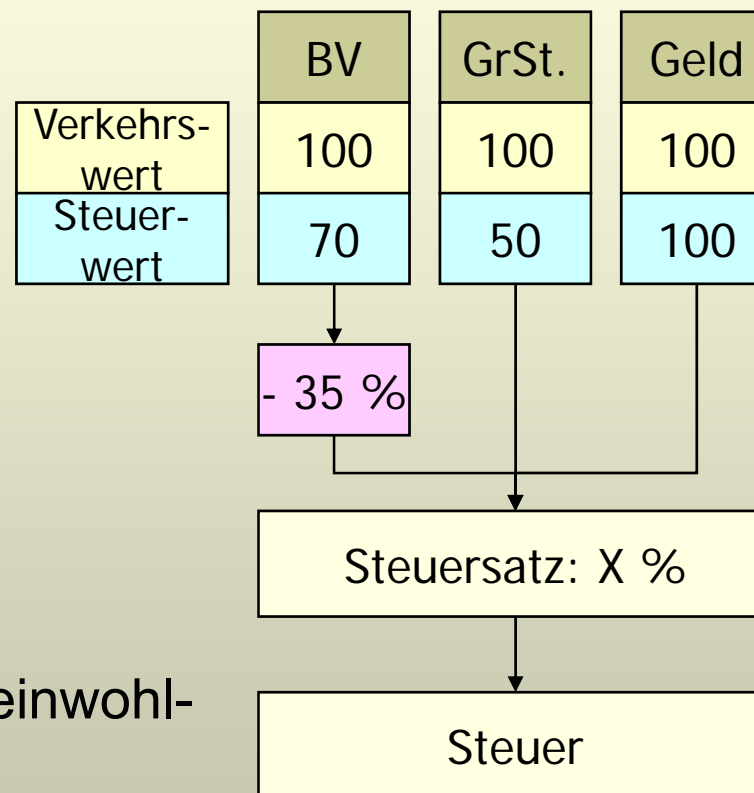 BV GrSt. Geld
Verkehrs-
wert
100 100 100
Steuer-
wert
70 50 100
- 35 %
Steuersatz: X %
einwohl-
Steuer